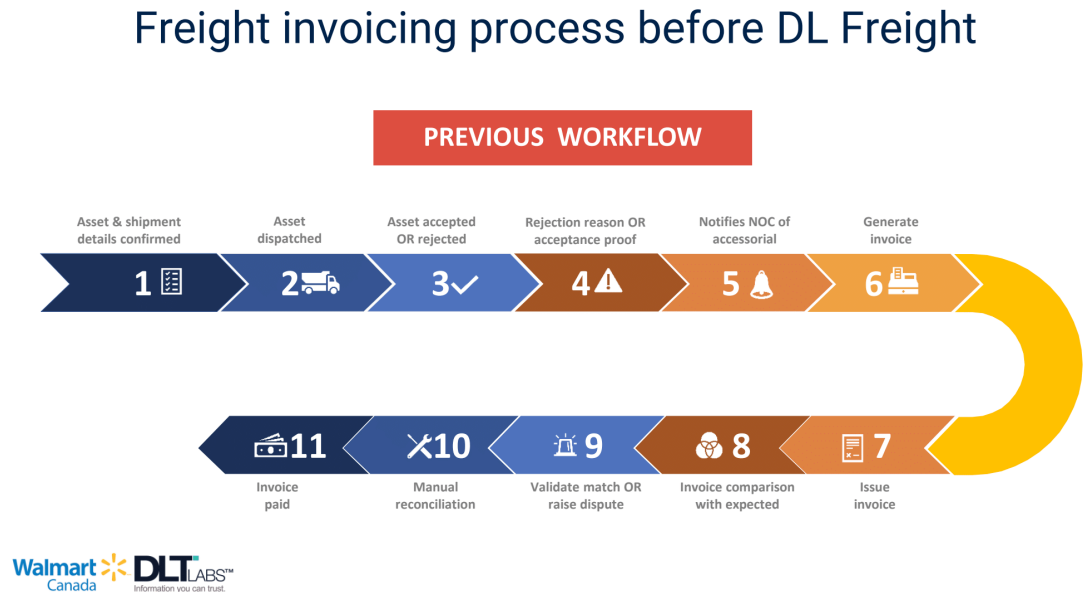 Freight invoicing process before DL Freight
PREVIOUS WORKFLOW
Asset & shipment
details confirmed
Asset
dispatched
Asset accepted
OR rejected
Rejection reason OR
acceptance proof
Notifies NOC of
accessorial
Generate
invoice
1
2
3
4
5
6
11
10
9
8
7
Invoice
paid
Manual
reconciliation
Validate match OR
raise dispute
Invoice comparison
with expected
Issue
invoice
Walmart
Canada
DLT LABS™
Information you can trust.